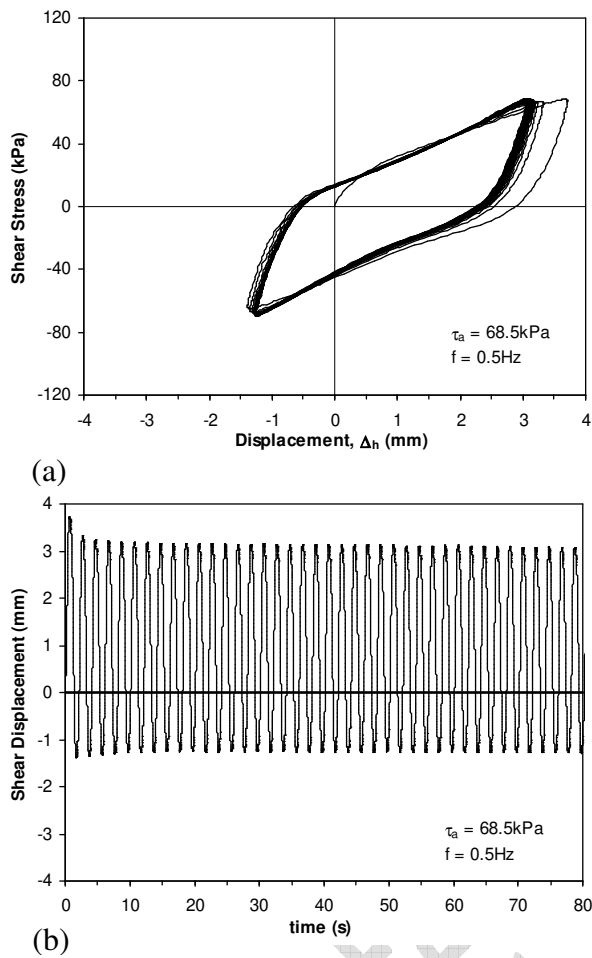 120
80
40
0
-40
-80
-120
Shear Stress (kPa)
τa = 68.5kPa
f = 0.5Hz
-4 -3 -2 -1 0 1 2 3 4
Displacement, Δh (mm)
(a)
4
3
2
1
0
-1
-2
-3
-4
Shear Displacement (mm)
τa = 68.5kPa
f = 0.5Hz
0 10 20 30 40 50 60 70 80
time (s)
(b)